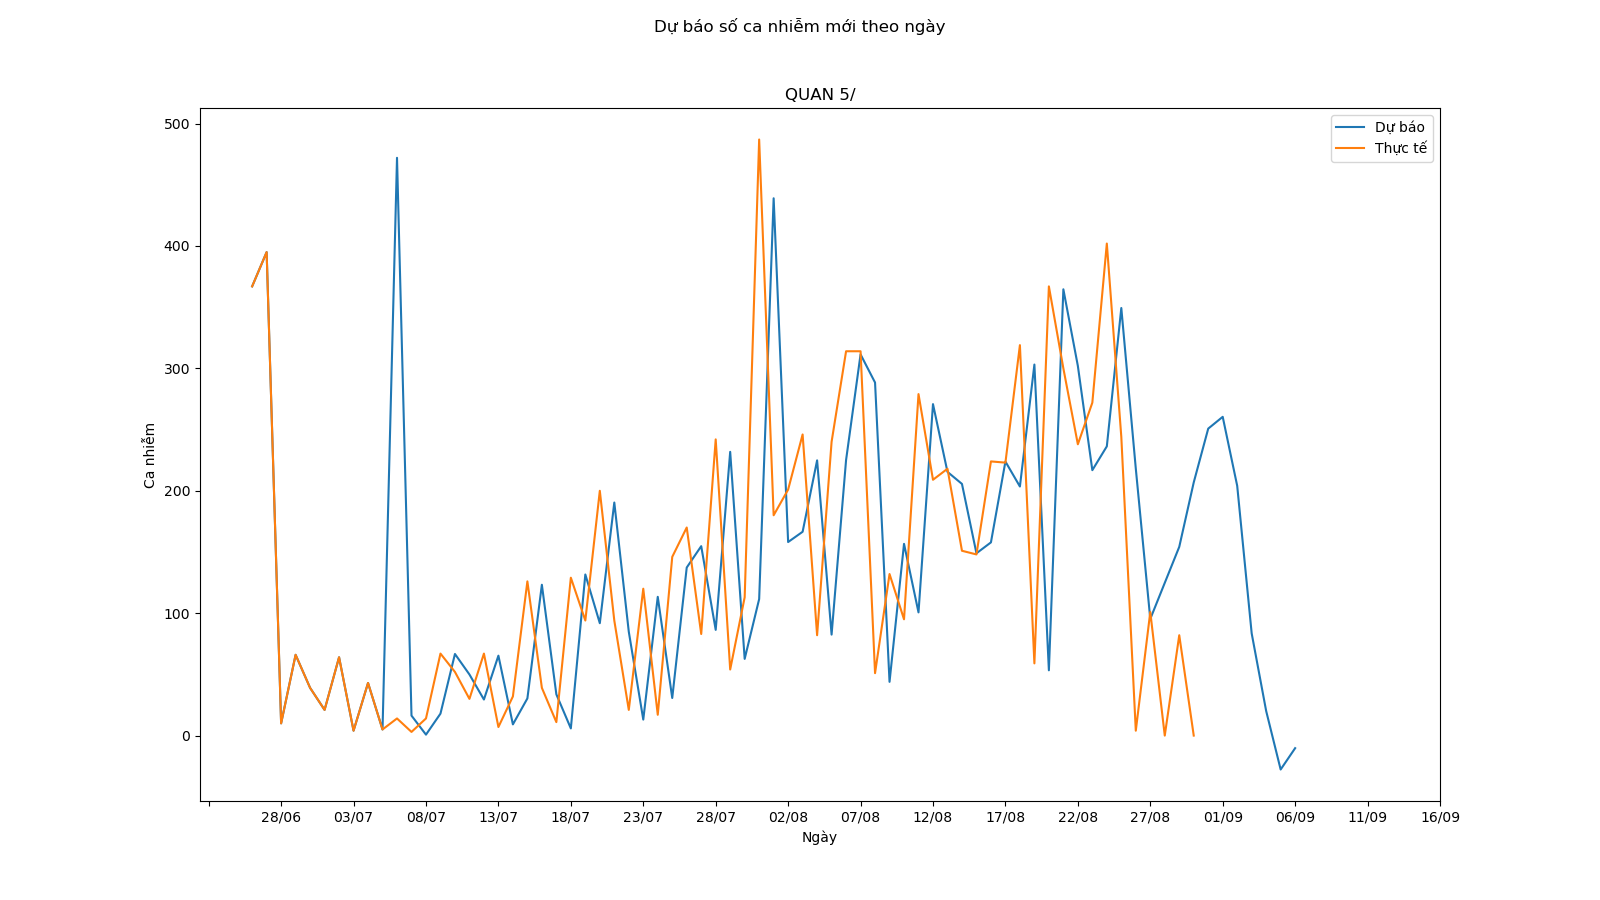 Dự báo số ca nhiễm mới theo ngày
QUAN 5/
500
400
300
200
100
0
Ca nhiễm
Dự báo
Thực tế
28/06 03/07 08/07 13/07 18/07 23/07 28/07 02/08 07/08 12/08 17/08 22/08 27/08 01/09 06/09 11/09 16/09
Ngày